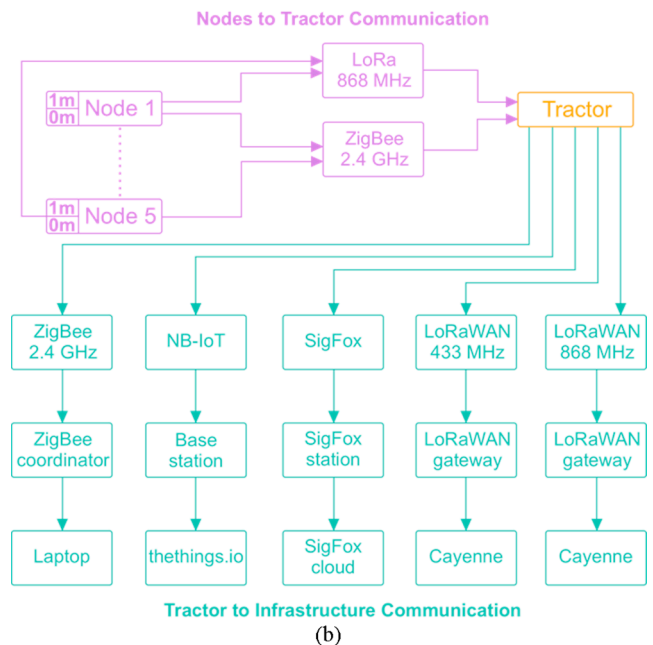 Nodes to Tractor Communication
LoRa
868 MHz
1m
0m
Node 1
Tractor
ZigBee
2.4 GHz
1m
0m
Node 5
ZigBee
2.4 GHz
NB-IoT
SigFox
LoRaWAN
433 MHz
LoRaWAN
868 MHz
ZigBee
coordinator
Base
station
SigFox
station
LoRaWAN
gateway
LoRaWAN
gateway
Laptop
thethings.io
SigFox
cloud
Cayenne
Cayenne
Tractor to Infrastructure Communication
(b)